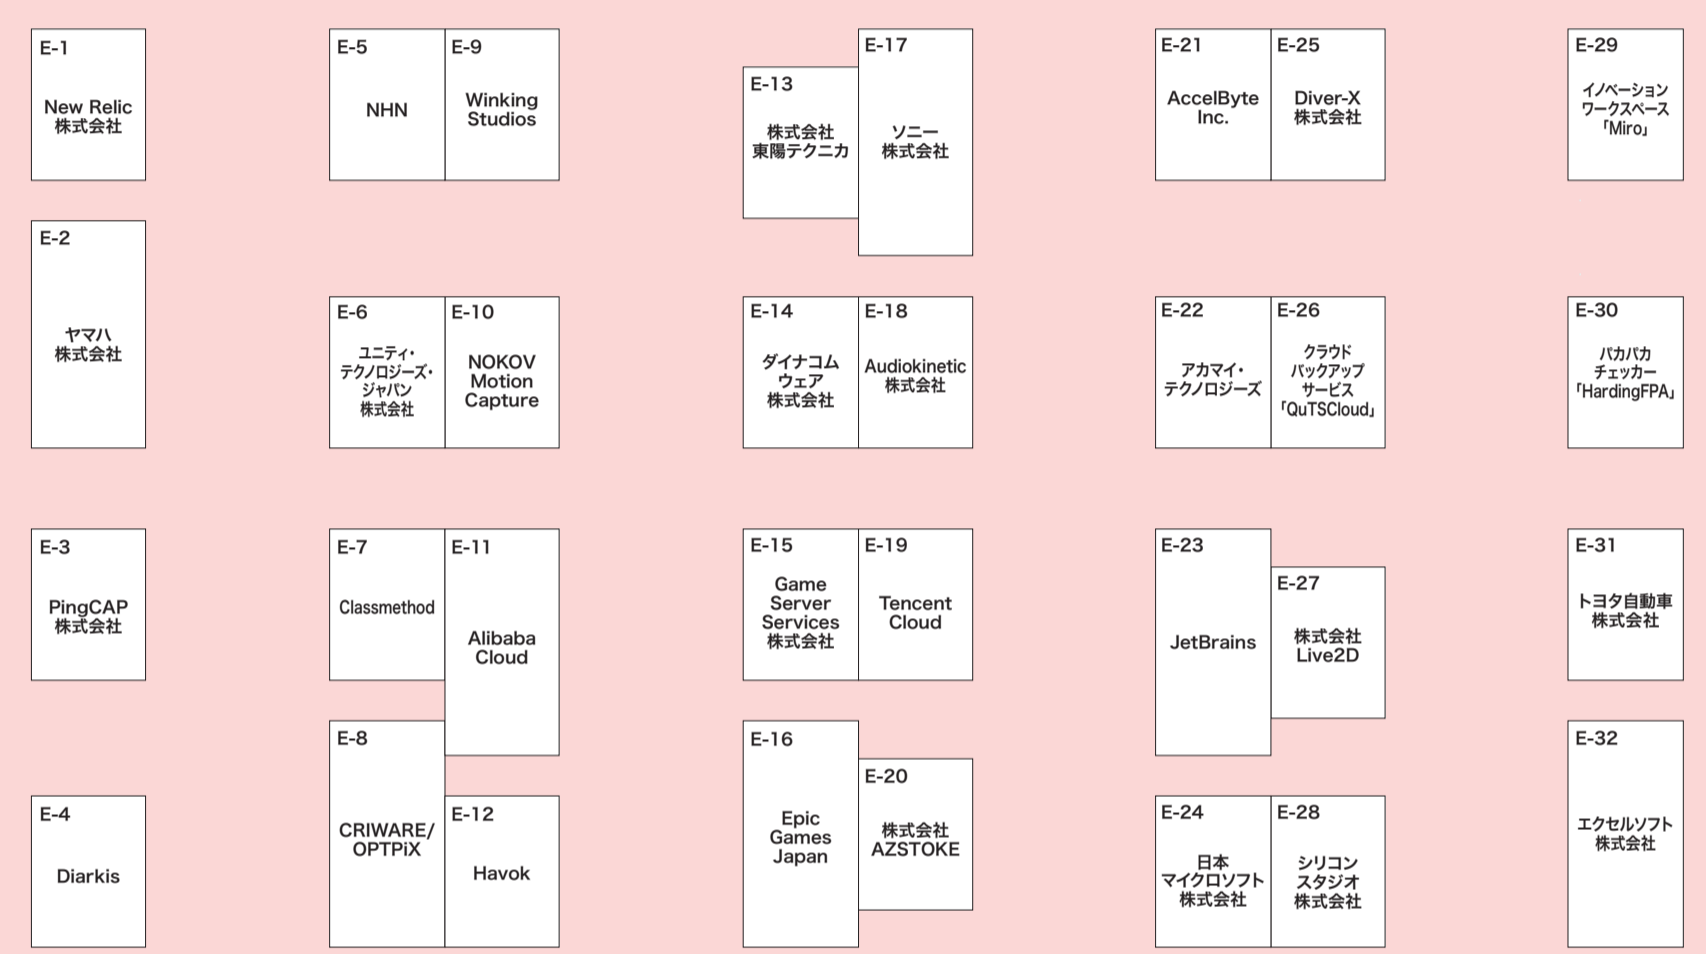 E-1
New Relic
株式会社
E-2
ヤマハ
株式会社
E-3
PingCAP
株式会社
E-4
Diarkis
E-5
NHN
E-6
ユニティ・
テクノロジーズ・
ジャパン
株式会社
E-7
Classmethod
E-8
CRIWARE/
OPTPiX
E-9
Winking
Studios
E-10
NOKOV
Motion
Capture
E-11
Alibaba
Cloud
E-12
Havok
E-13
株式会社
東陽テクニカ
E-14
ダイナコム
ウェア
株式会社
E-15
Game
Server
Services
株式会社
E-16
Epic
Games
Japan
E-17
ソニー
株式会社
E-18
Audiokinetic
株式会社
E-19
Tencent
Cloud
E-20
株式会社
AZSTOKE
E-21
AccelByte
Inc.
E-22
アカマイ・
テクノロジーズ
E-23
JetBrains
E-24
日本
マイクロソフト
株式会社
E-25
Diver-X
株式会社
E-26
クラウド
バックアップ
サービス
「QuTSCloud」
E-27
株式会社
Live2D
E-28
シリコン
スタジオ
株式会社
E-29
イノベーション
ワークスペース
「Miro」
E-30
パカパカ
チェッカー
「HardingFPA」
E-31
トヨタ自動車
株式会社
E-32
エクセルソフト
株式会社